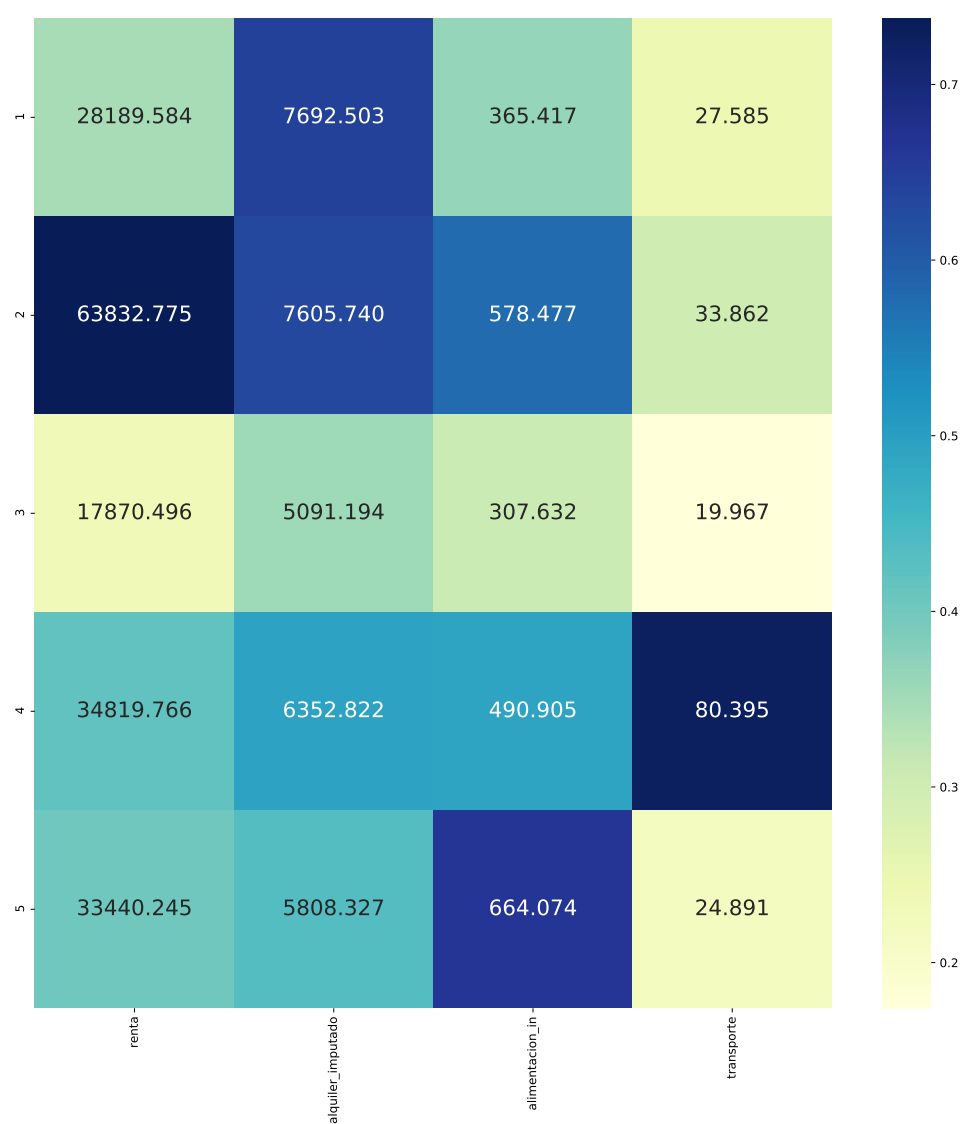 1 28189.584 7692.503 365.417 27.585
2 63832.775 7605.740 578.477 33.862
3 17870.496 5091.194 307.632 19.967
4 34819.766 6352.822 490.905 80.395
5 33440.245 5808.327 664.074 24.891
renta alquiler_imputado alimentacion_in transporte
0.7
0.6
0.5
0.4
0.3
0.2